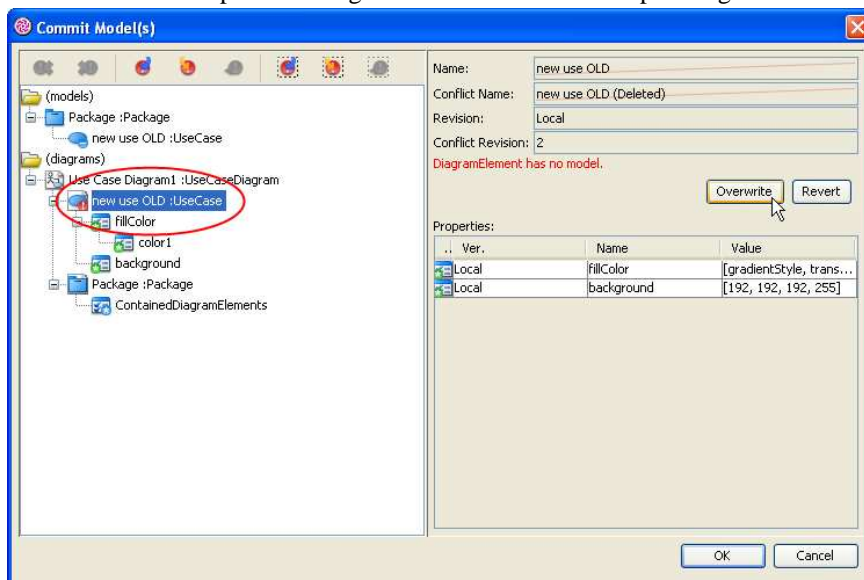 Commit Model(s)
(models)
Package :Package
new use OLD :UseCase
(diagrams)
Use Case Diagram1 :UseCaseDiagram
new use OLD :UseCase
fillColor
color1
background
Package :Package
ContainedDiagramElements
Name: new use OLD
Conflict Name: new use OLD (Deleted)
Revision: Local
Conflict Revision: 2
DiagramElement has no model.
Overwrite Revert
Properties:
.. Ver. Name Value
Local fillColor [gradientStyle, trans...
Local background [192, 192, 192, 255]
OK Cancel